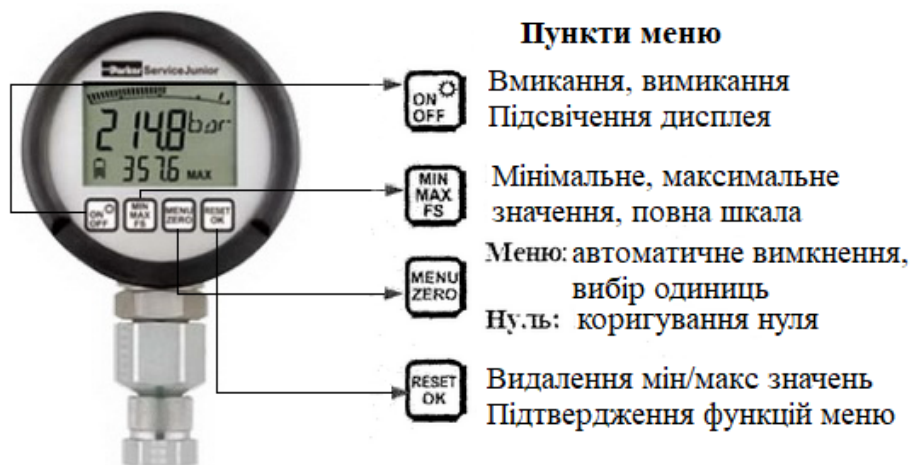 Пункти меню
Parker ServiceJunior
214.8 bar
357.6 MAX
ON OFF
MIN MAX FS
MENU ZERO
RESET OK
ON OFF
Вмикання, вимикання
Підсвічення дисплея
MIN MAX FS
Мінімальне, максимальне
значення, повна шкала
MENU ZERO
Меню: автоматичне вимкнення,
вибір одиниць
Нуль: коригування нуля
RESET OK
Видалення мін/макс значень
Підтвердження функцій меню